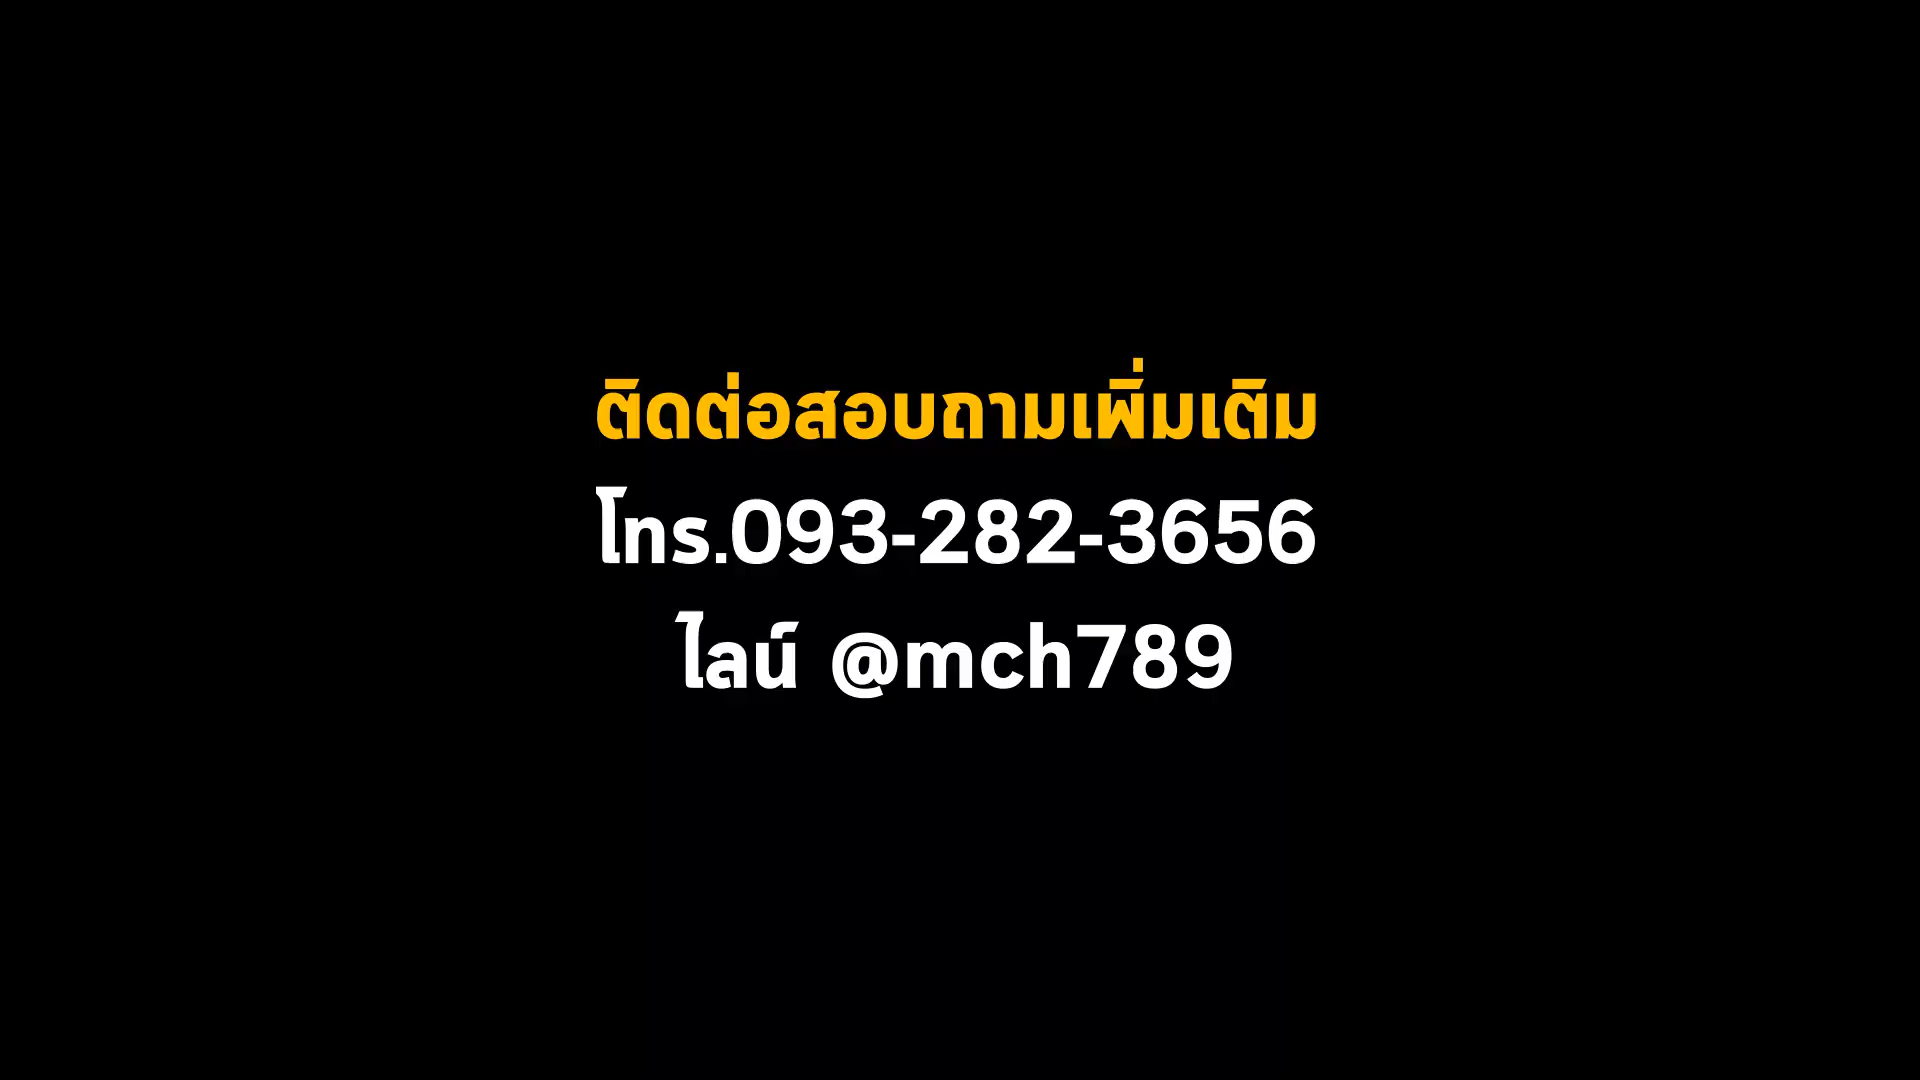 ติดต่อสอบถามเพิ่มเติม
โทร.093-282-3656
ไลน์ @mch789